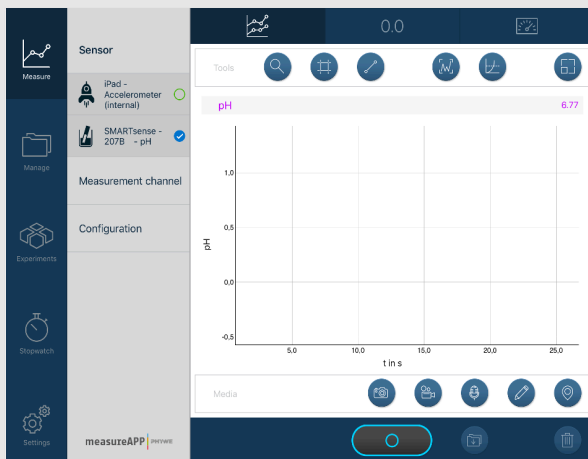 Measure
Manage
Experiments
Stopwatch
Settings
Sensor
iPad -
Accelerometer
(internal)
SMARTsense -
207B - pH
Measurement channel
Configuration
measureAPP PHYWE
0.0
Tools
pH
6.77
1.0
0,5
0,0
-0.5
pH
5,0
10,0
15,0
20,0
25,0
t in s
Media